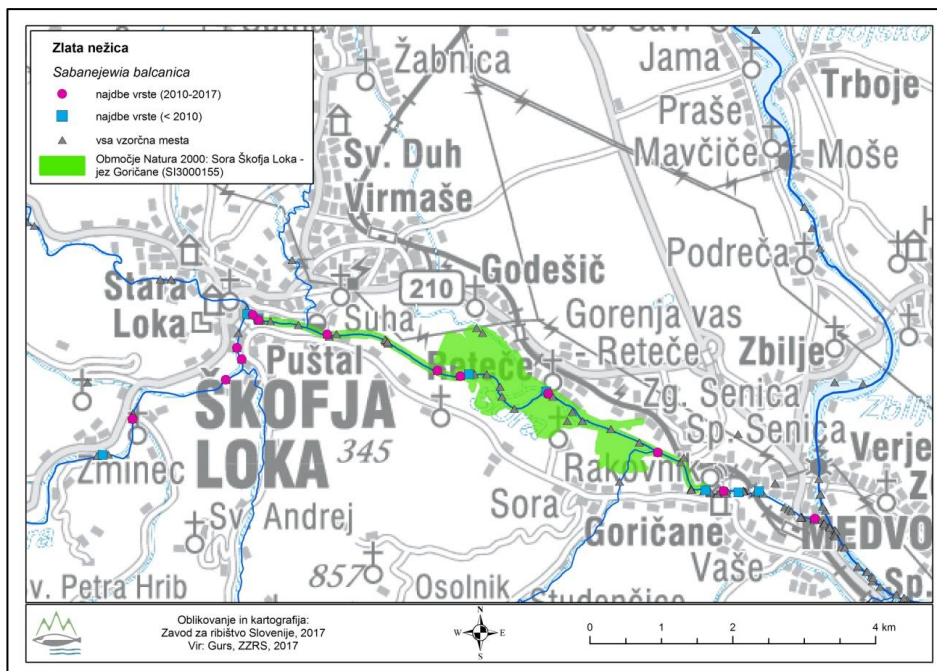 Zlata nežica
Sabanejewia balcanica
najdbe vrste (2010-2017)
najdbe vrste (< 2010)
vsa vzorčna mesta
Območje Natura 2000: Sora Škofja Loka -
jez Goričane (SI3000155)
Žabnica
Jama
Trboje
Praše
Mavčiče
Moše
Sv. Duh
Virmaše
Podreča
Godešič
210
Stara
Loka
Suha
Gorenja vas
- Reteče
Zbilje
Puštal
Reteče
Zg. Senica
Sp. Senica
ŠKOFJA
LOKA
345
Verje
Žminec
Rakovnik
Sora
Sv. Andrej
Goričane
MEDVO
857
Vaše
Sp.
v. Petra Hrib
Osolnik
Studenčice
Oblikovanje in kartografija:
Zavod za ribištvo Slovenije, 2017
Vir: Gurs, ZZRS, 2017
N
W
E
S
0
1
2
4 km